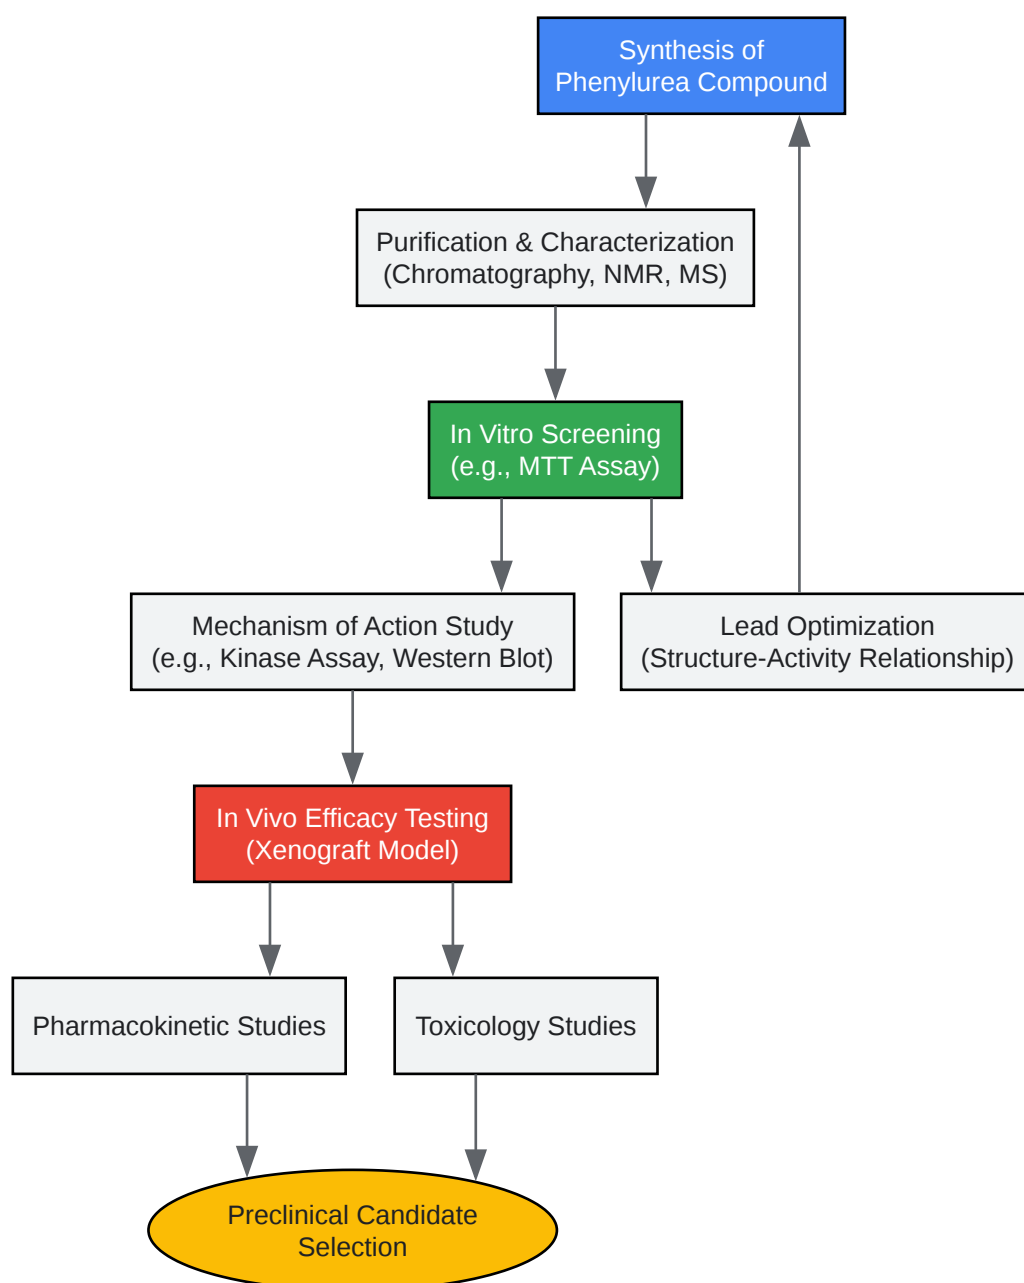 Synthesis of
Phenylurea Compound
Purification & Characterization
(Chromatography, NMR, MS)
In Vitro Screening
(e.g., MTT Assay)
Mechanism of Action Study
(e.g., Kinase Assay, Western Blot)
Lead Optimization
(Structure-Activity Relationship)
In Vivo Efficacy Testing
(Xenograft Model)
Pharmacokinetic Studies
Toxicology Studies
Preclinical Candidate
Selection